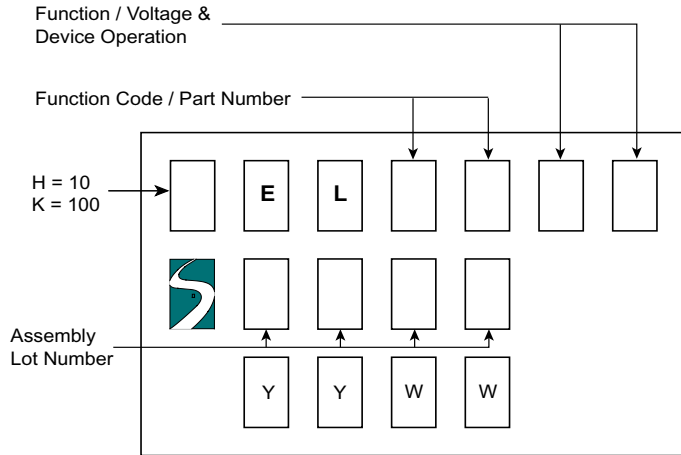 Function / Voltage &
Device Operation
Function Code / Part Number
H = 10
K = 100
E L
Assembly
Lot Number
Y Y W W